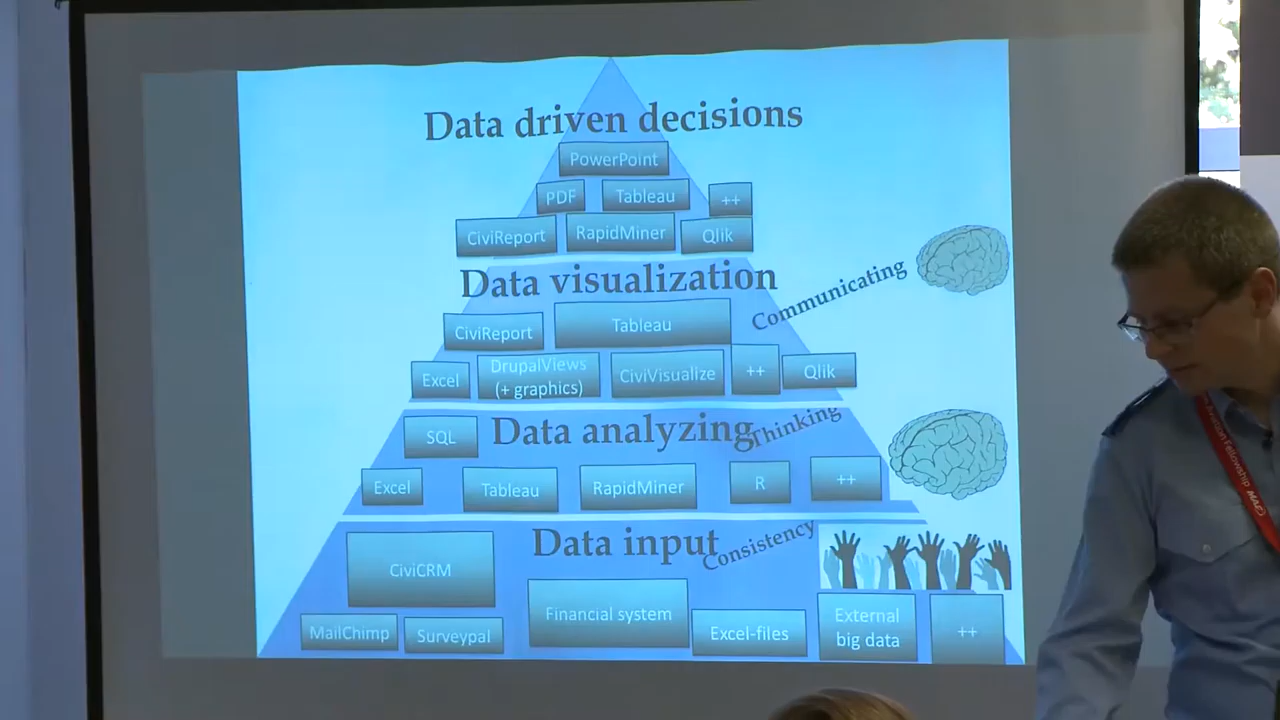 Data driven decisions
PowerPoint
PDF
Tableau
++
CiviReport
RapidMiner
Qlik
Data visualization
Communicating
CiviReport
Tableau
Excel
DrupalViews
(+ graphics)
CiviVisualize
++
Qlik
SQL
Data analyzing
Thinking
Excel
Tableau
RapidMiner
R
++
Data input
Consistency
CiviCRM
Financial system
External
big data
MailChimp
Surveypal
Excel-files
++
Fellowship MAF